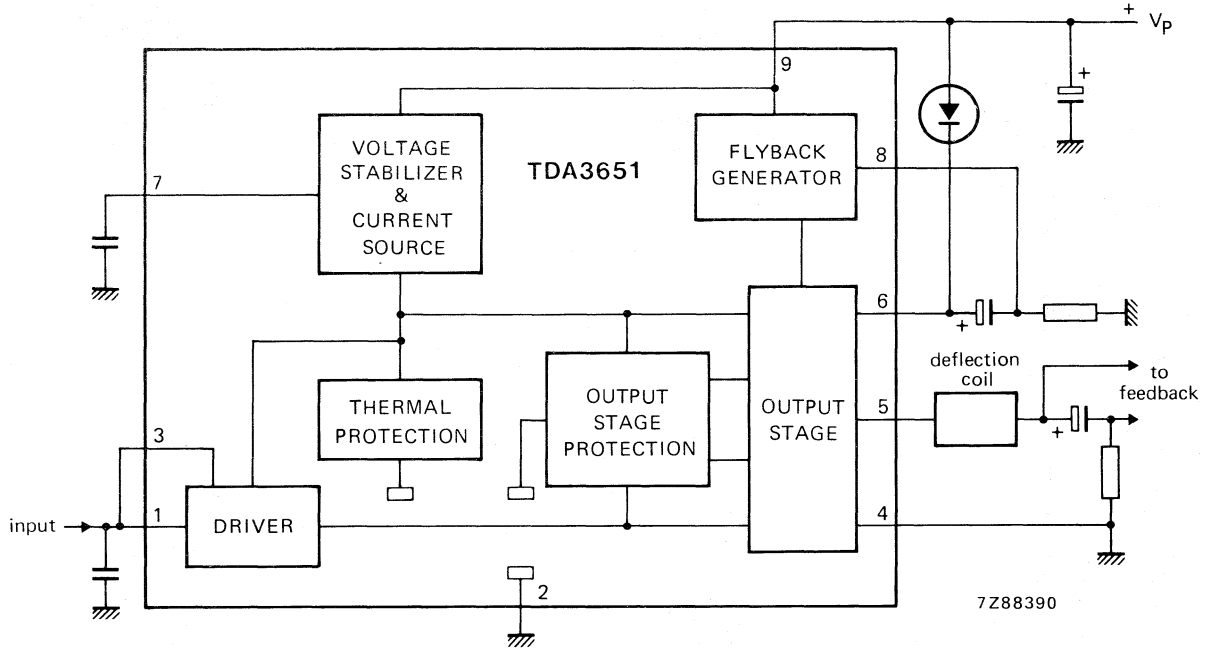 +
VP
9
VOLTAGE
STABILIZER
&
CURRENT
SOURCE
TDA3651
FLYBACK
GENERATOR
+
8
7
6
+
deflection
coil
to
feedback
THERMAL
PROTECTION
OUTPUT
STAGE
PROTECTION
OUTPUT
STAGE
5
+
3
input
1
DRIVER
4
2
7Z88390